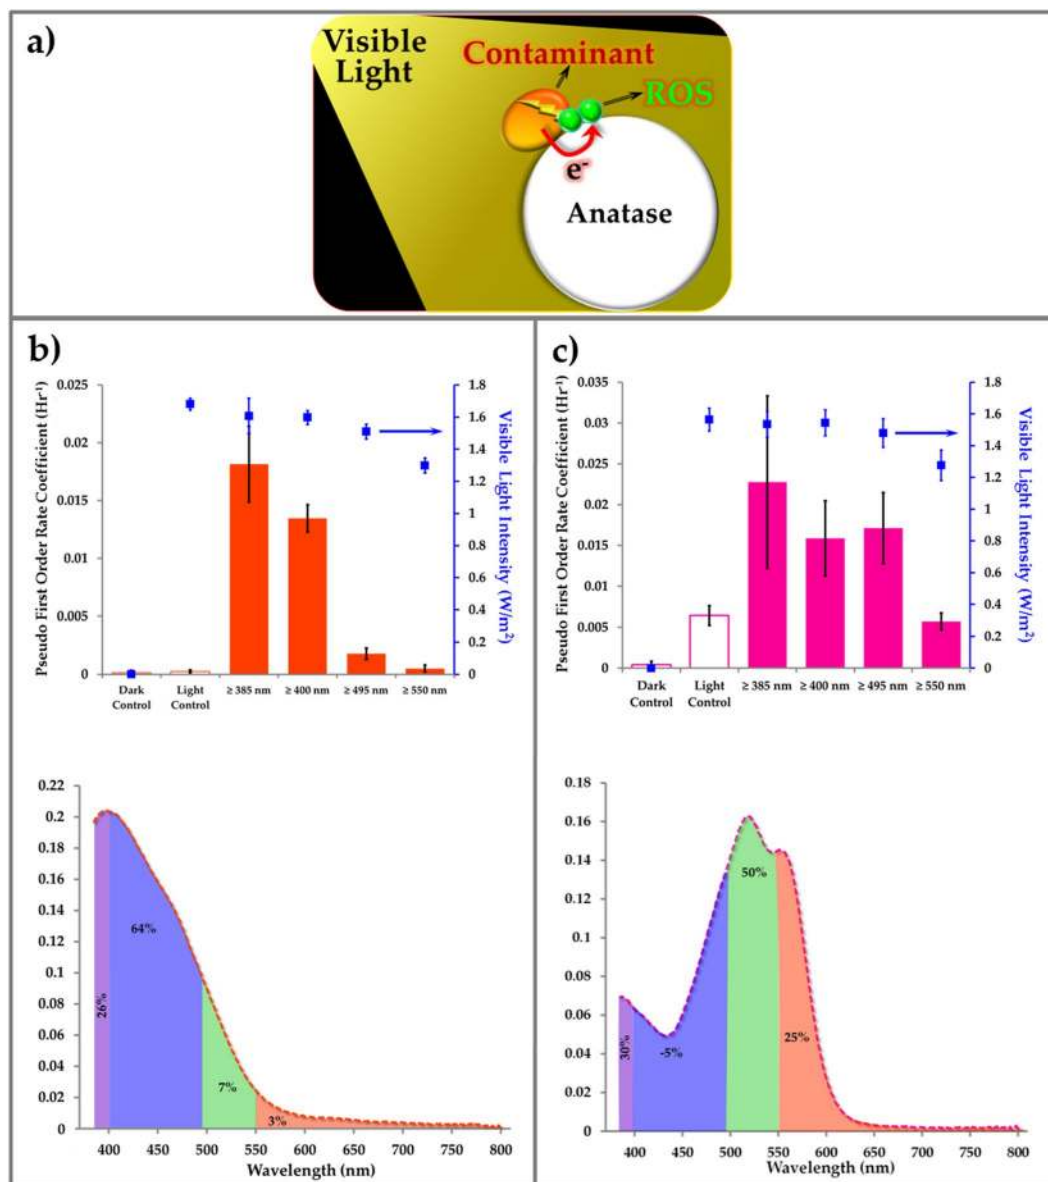 a)
Visible
Light
Contaminant
ROS
e-
Anatase
b)
Pseudo First Order Rate Coefficient (Hr-1)
0.025
0.02
0.015
0.01
0.005
0
1.8
1.6
1.4
1.2
1
0.8
0.6
0.4
0.2
0
Visible Light Intensity (W/m2)
Dark
Control
Light
Control
≥ 385 nm
≥ 400 nm
≥ 495 nm
≥ 550 nm
0.22
0.2
0.18
0.16
0.14
0.12
0.1
0.08
0.06
0.04
0.02
0
26%
64%
7%
3%
400
450
500
550
600
650
700
750
800
Wavelength (nm)
c)
Pseudo First Order Rate Coefficient (Hr-1)
0.035
0.03
0.025
0.02
0.015
0.01
0.005
0
1.8
1.6
1.4
1.2
1
0.8
0.6
0.4
0.2
0
Visible Light Intensity (W/m2)
Dark
Control
Light
Control
≥ 385 nm
≥ 400 nm
≥ 495 nm
≥ 550 nm
0.18
0.16
0.14
0.12
0.1
0.08
0.06
0.04
0.02
0
30%
-5%
50%
25%
400
450
500
550
600
650
700
750
800
Wavelength (nm)